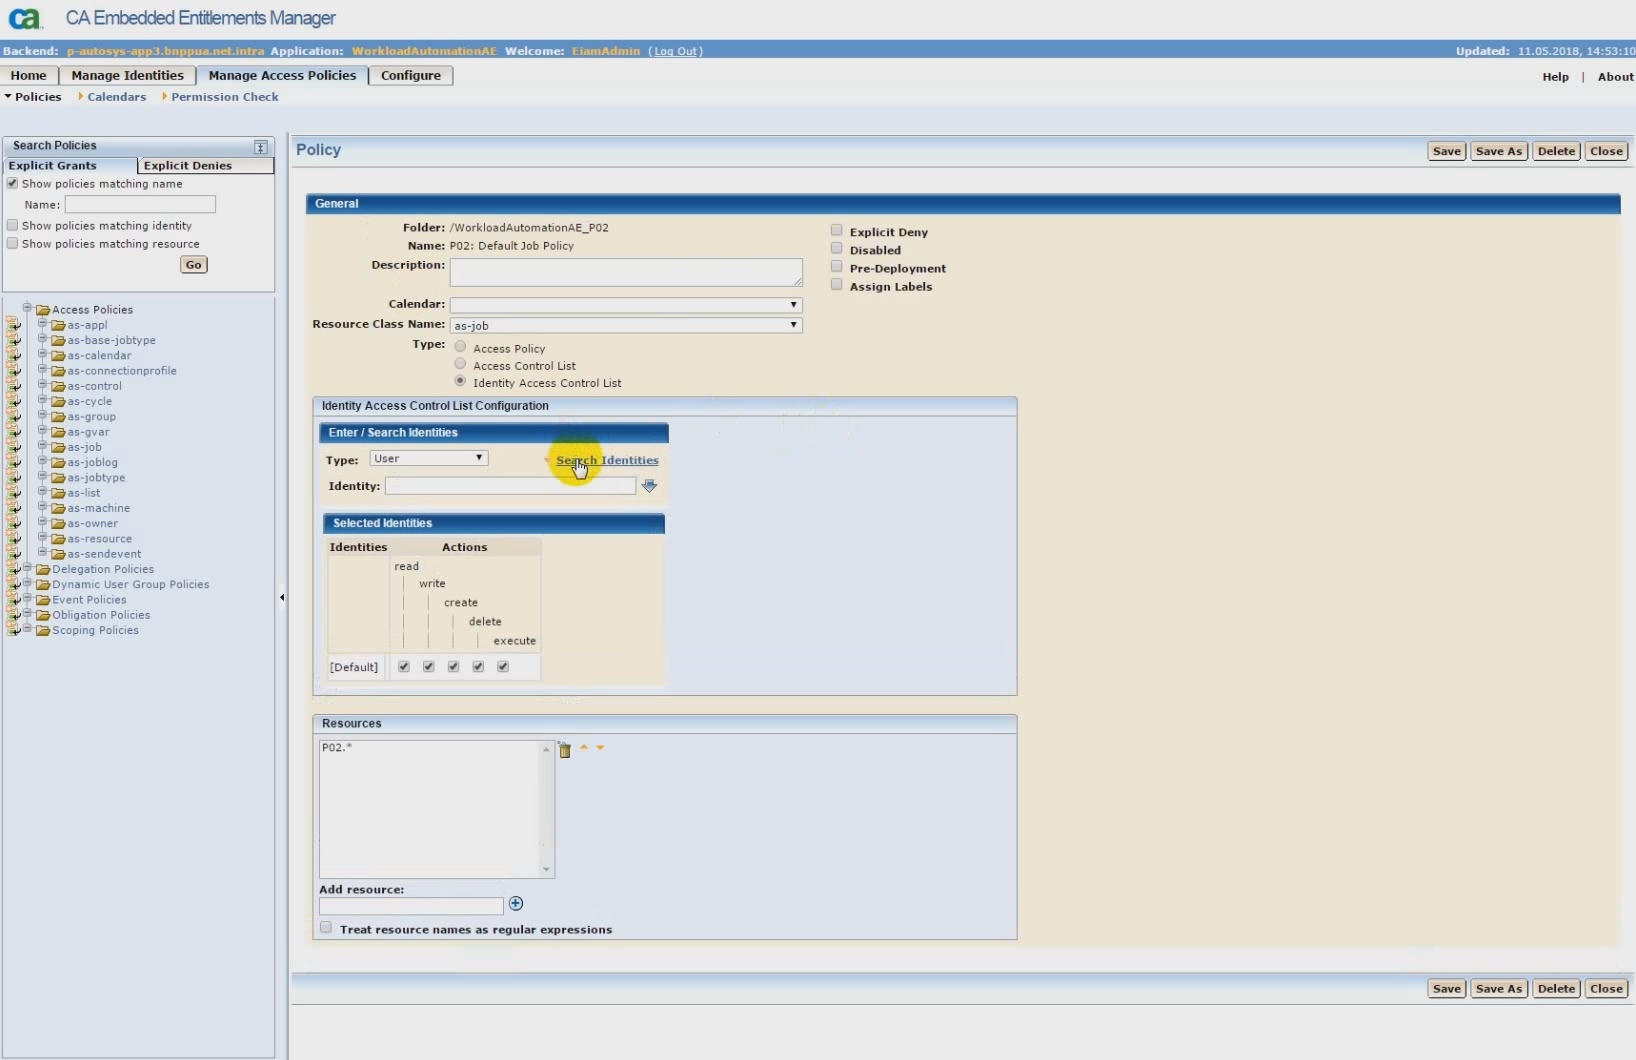 ca CA Embedded Entitlements Manager
Backend: p-autosys-app3.bnppua.net.intra Application: WorkloadAutomationAE Welcome: EiamAdmin (Log Out) Updated: 11.05.2018, 14:53:10
Home Manage Identities Manage Access Policies Configure Help | About
Policies Calendars Permission Check
Search Policies
Explicit Grants Explicit Denies
Show policies matching name
Name:
Show policies matching identity
Show policies matching resource
Go
Access Policies
as-appl
as-base-jobtype
as-calendar
as-connectionprofile
as-control
as-cycle
as-group
as-gvar
as-job
as-joblog
as-jobtype
as-list
as-machine
as-owner
as-resource
as-sendevent
Delegation Policies
Dynamic User Group Policies
Event Policies
Obligation Policies
Scoping Policies
Policy Save Save As Delete Close
General
Folder: /WorkloadAutomationAE_P02
Name: P02: Default Job Policy
Description:
Calendar:
Resource Class Name: as-job
Type: Access Policy
Access Control List
Identity Access Control List
Explicit Deny
Disabled
Pre-Deployment
Assign Labels
Identity Access Control List Configuration
Enter / Search Identities
Type: User Search Identities
Identity:
Selected Identities
Identities Actions
read
write
create
delete
execute
[Default]
Resources
P02.*
Add resource:
Treat resource names as regular expressions
Save Save As Delete Close